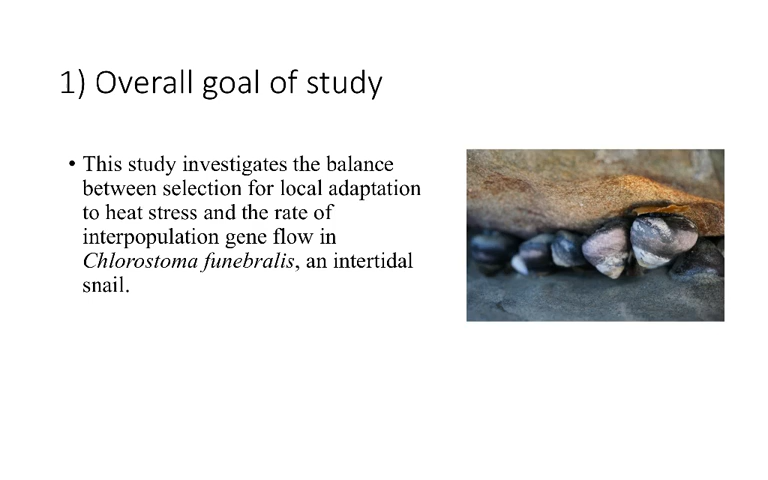 1) Overall goal of study
• This study investigates the balance
between selection for local adaptation
to heat stress and the rate of
interpopulation gene flow in
Chlorostoma funebralis, an intertidal
snail.